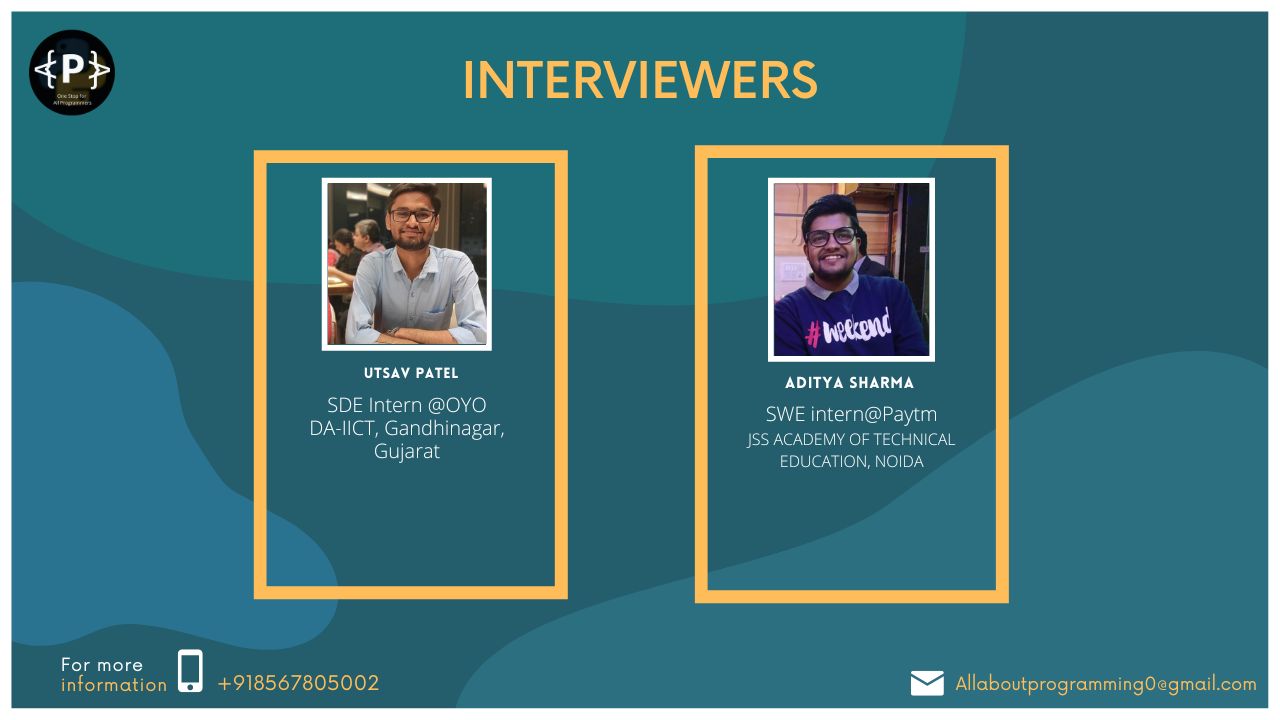 {P}
One Stop for
All Programmers
INTERVIEWERS
UTSAV PATEL
SDE Intern @OYO
DA-IICT, Gandhinagar,
Gujarat
#weekend
ADITYA SHARMA
SWE intern@Paytm
JSS ACADEMY OF TECHNICAL
EDUCATION, NOIDA
For more
information
+918567805002
Allaboutprogramming0@gmail.com